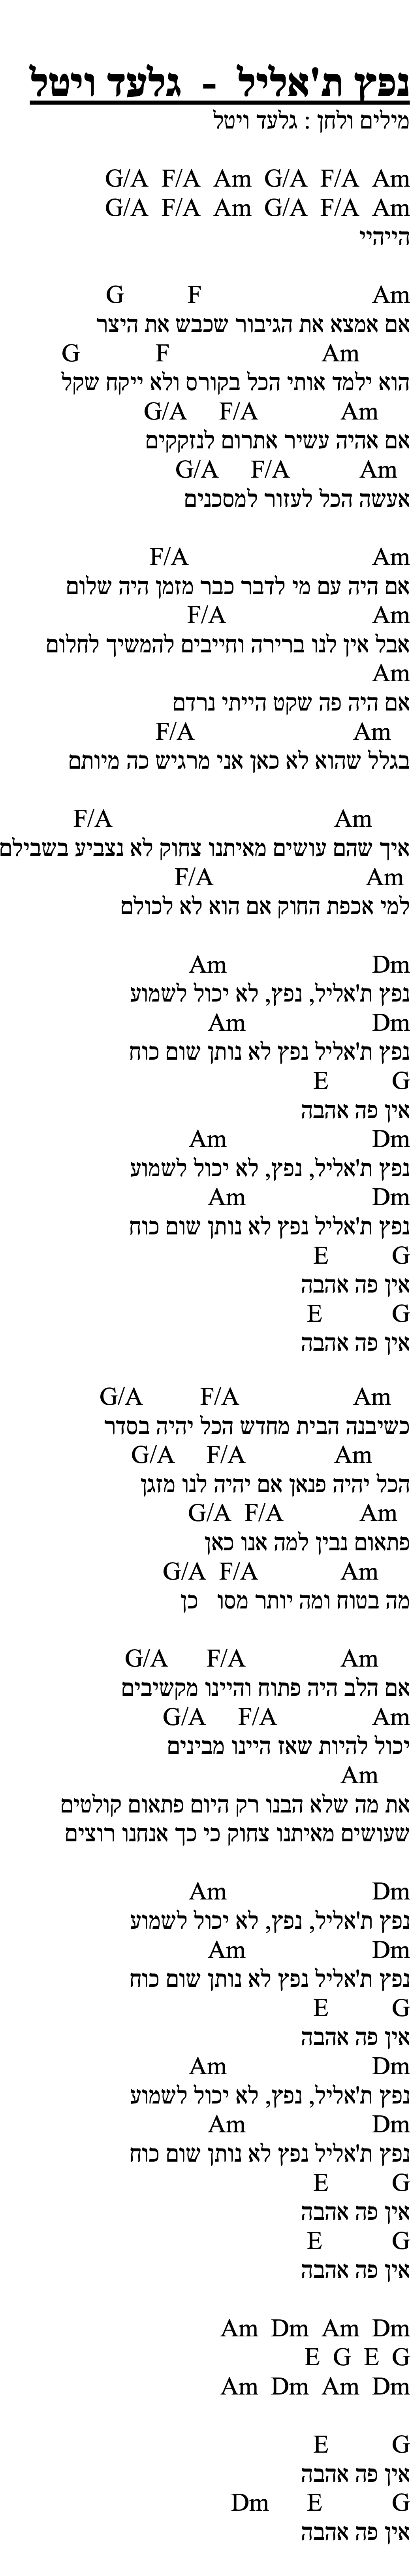 נפץ ת'אליל - גלעד ויטל
מילים ולחן : גלעד ויטל
G/A F/A Am G/A F/A Am
G/A F/A Am G/A F/A Am
הייהיי
G F Am
אם אמצא את הגיבור שכבש את היצר
G F Am
הוא ילמד אותי הכל בקורס ולא ייקח שקל
G/A F/A Am
אם אהיה עשיר אתרום לנזקקים
G/A F/A Am
אעשה הכל לעזור למסכנים
F/A Am
אם היה עם מי לדבר כבר מזמן היה שלום
F/A Am
אבל אין לנו ברירה וחייבים להמשיך לחלום
Am
אם היה פה שקט הייתי נרדם
F/A Am
בגלל שהוא לא כאן אני מרגיש כה מיותם
F/A Am
איך שהם עושים מאיתנו צחוק לא נצביע בשבילם
F/A Am
למי אכפת החוק אם הוא לא לכולם
Am Dm
נפץ ת'אליל, נפץ, לא יכול לשמוע
Am Dm
נפץ ת'אליל נפץ לא נותן שום כוח
E G
אין פה אהבה
Am Dm
נפץ ת'אליל, נפץ, לא יכול לשמוע
Am Dm
נפץ ת'אליל נפץ לא נותן שום כוח
E G
אין פה אהבה
E G
אין פה אהבה
G/A F/A Am
כשיבנה הבית מחדש הכל יהיה בסדר
G/A F/A Am
הכל יהיה פנאן אם יהיה לנו מזגן
G/A F/A Am
פתאום נבין למה אנו כאן
G/A F/A Am
מה בטוח ומה יותר מסו כן
G/A F/A Am
אם הלב היה פתוח והיינו מקשיבים
G/A F/A Am
יכול להיות שאז היינו מבינים
Am
את מה שלא הבנו רק היום פתאום קולטים
שעושים מאיתנו צחוק כי כך אנחנו רוצים
Am Dm
נפץ ת'אליל, נפץ, לא יכול לשמוע
Am Dm
נפץ ת'אליל נפץ לא נותן שום כוח
E G
אין פה אהבה
Am Dm
נפץ ת'אליל, נפץ, לא יכול לשמוע
Am Dm
נפץ ת'אליל נפץ לא נותן שום כוח
E G
אין פה אהבה
E G
אין פה אהבה
Am Dm Am Dm
E G E G
Am Dm Am Dm
E G
אין פה אהבה
Dm E G
אין פה אהבה